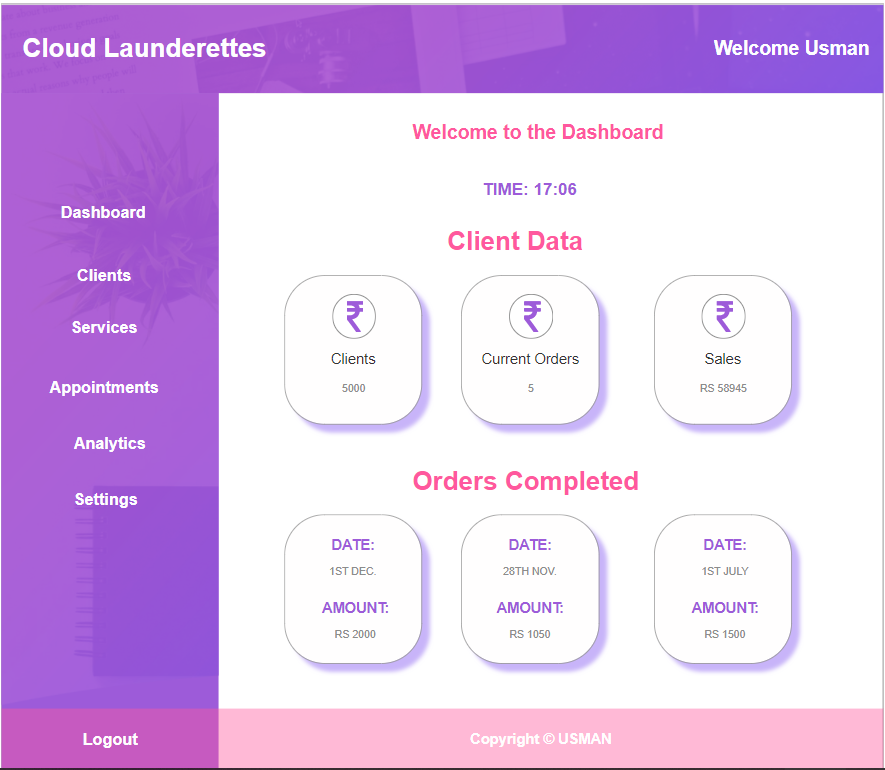 Cloud Launderettes
Welcome Usman
Dashboard
Clients
Services
Appointments
Analytics
Settings
Logout
Welcome to the Dashboard
TIME: 17:06
Client Data
₹
Clients
5000
₹
Current Orders
5
₹
Sales
RS 58945
Orders Completed
DATE:
1ST DEC.
AMOUNT:
RS 2000
DATE:
28TH NOV.
AMOUNT:
RS 1050
DATE:
1ST JULY
AMOUNT:
RS 1500
Copyright © USMAN